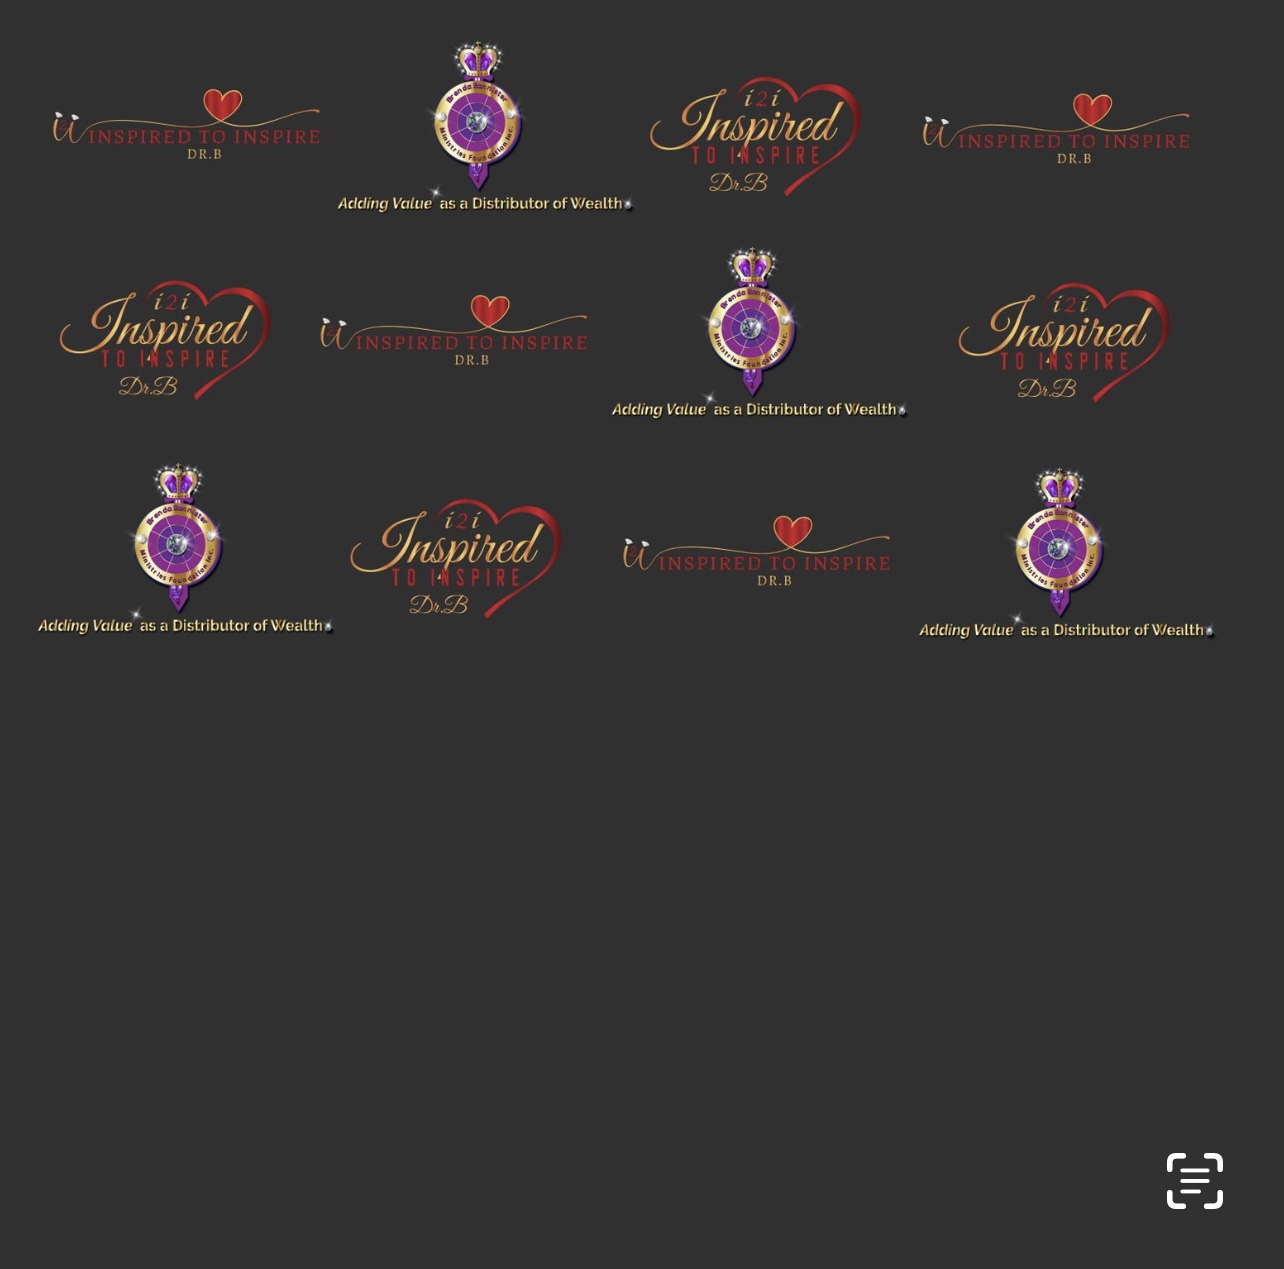 i2i INSPIRED TO INSPIRE
DR.B
Brenda Bannister
Ministries Foundation Inc.
Adding Value as a Distributor of Wealth
i2i
Inspired
TO INSPIRE
Dr.B
i2i INSPIRED TO INSPIRE
DR.B
i2i
Inspired
TO INSPIRE
Dr.B
i2i INSPIRED TO INSPIRE
DR.B
Brenda Bannister
Ministries Foundation Inc.
Adding Value as a Distributor of Wealth
i2i
Inspired
TO INSPIRE
Dr.B
Brenda Bannister
Ministries Foundation Inc.
Adding Value as a Distributor of Wealth
i2i
Inspired
TO INSPIRE
Dr.B
i2i INSPIRED TO INSPIRE
DR.B
Brenda Bannister
Ministries Foundation Inc.
Adding Value as a Distributor of Wealth